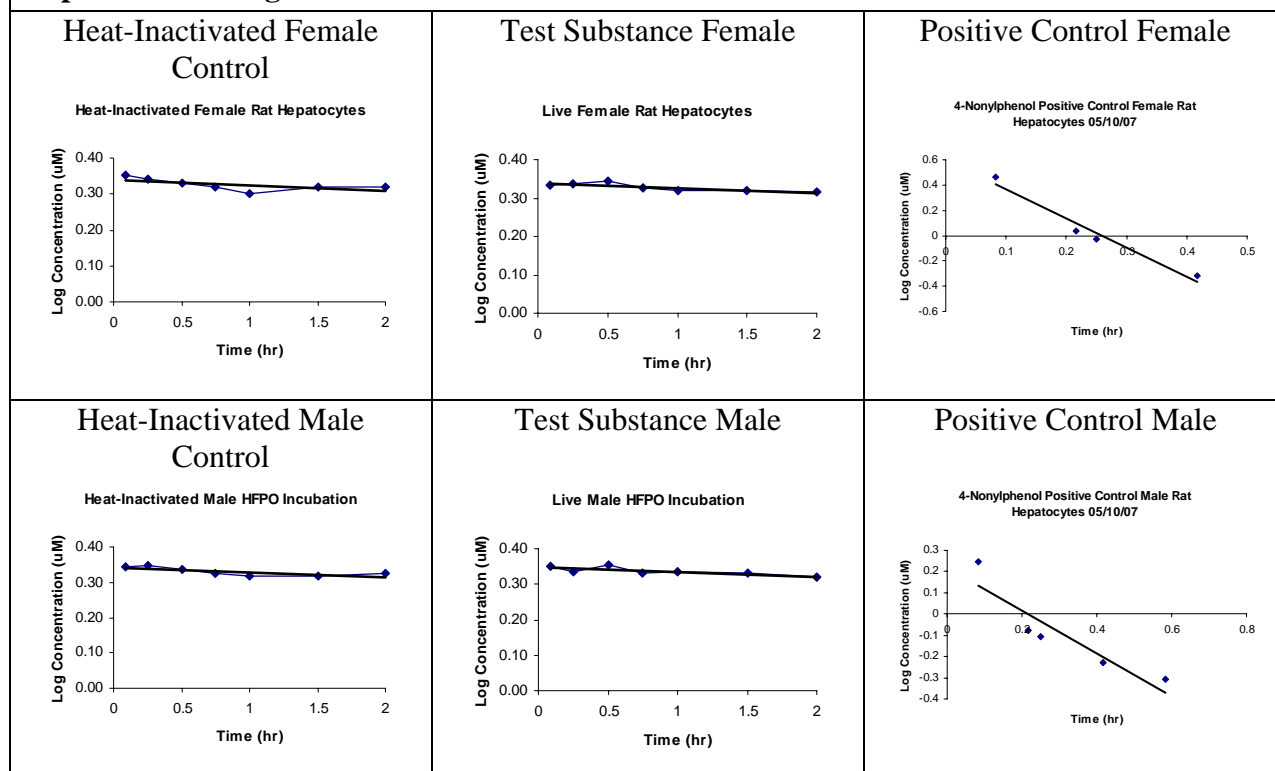 Heat-Inactivated Female
Control
Heat-Inactivated Female Rat Hepatocytes
Log Concentration (uM)
0.40
0.30
0.20
0.10
0.00
0 0.5 1 1.5 2
Time (hr)
Test Substance Female
Live Female Rat Hepatocytes
Log Concentration (uM)
0.40
0.30
0.20
0.10
0.00
0 0.5 1 1.5 2
Time (hr)
Positive Control Female
4-Nonylphenol Positive Control Female Rat
Hepatocytes 05/10/07
Log Concentration (uM)
0.6
0.4
0.2
0
-0.2
-0.4
-0.6
0 0.1 0.2 0.3 0.4 0.5
Time (hr)
Heat-Inactivated Male
Control
Heat-Inactivated Male HFPO Incubation
Log Concentration (uM)
0.40
0.30
0.20
0.10
0.00
0 0.5 1 1.5 2
Time (hr)
Test Substance Male
Live Male HFPO Incubation
Log Concentration (uM)
0.40
0.30
0.20
0.10
0.00
0 0.5 1 1.5 2
Time (hr)
Positive Control Male
4-Nonylphenol Positive Control Male Rat
Hepatocytes 05/10/07
Log Concentration (uM)
0.3
0.2
0.1
0
-0.1
-0.2
-0.3
-0.4
0 0.2 0.4 0.6 0.8
Time (hr)